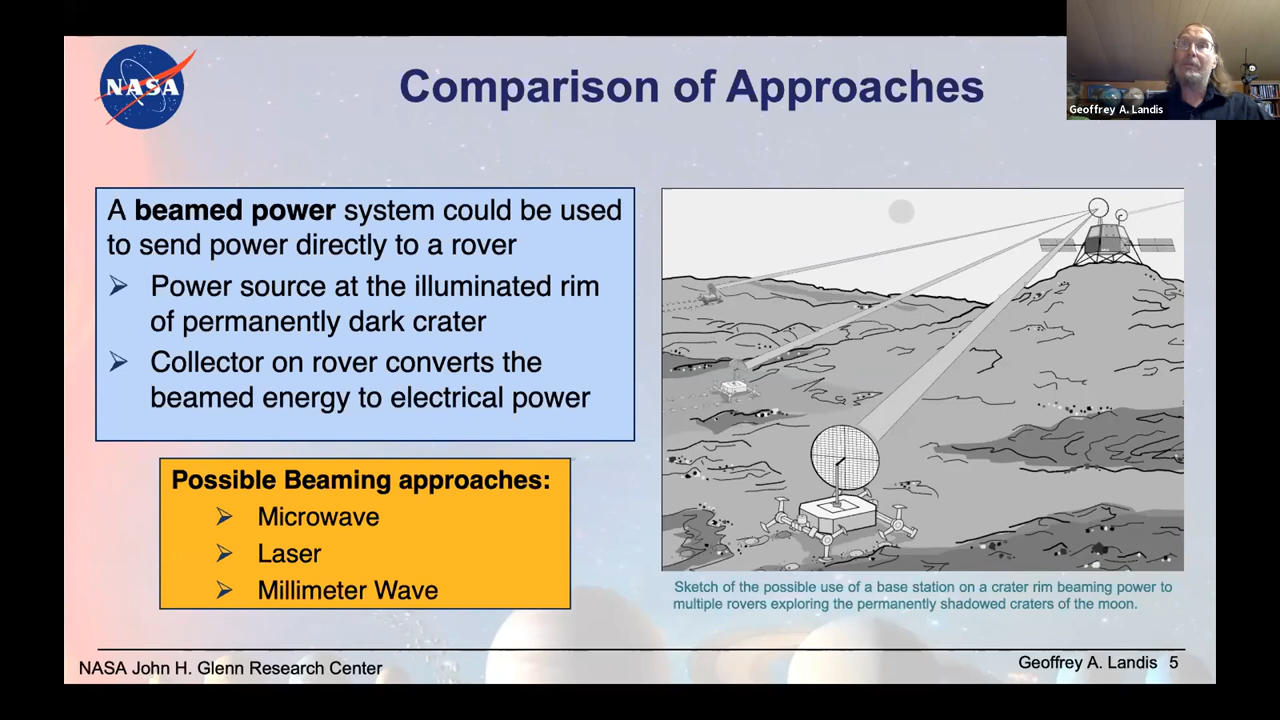 NASA
Comparison of Approaches
Geoffrey A. Landis
A beamed power system could be used
to send power directly to a rover
➢ Power source at the illuminated rim
of permanently dark crater
➢ Collector on rover converts the
beamed energy to electrical power
Possible Beaming approaches:
➢ Microwave
➢ Laser
➢ Millimeter Wave
Sketch of the possible use of a base station on a crater rim beaming power to
multiple rovers exploring the permanently shadowed craters of the moon.
NASA John H. Glenn Research Center
Geoffrey A. Landis 5